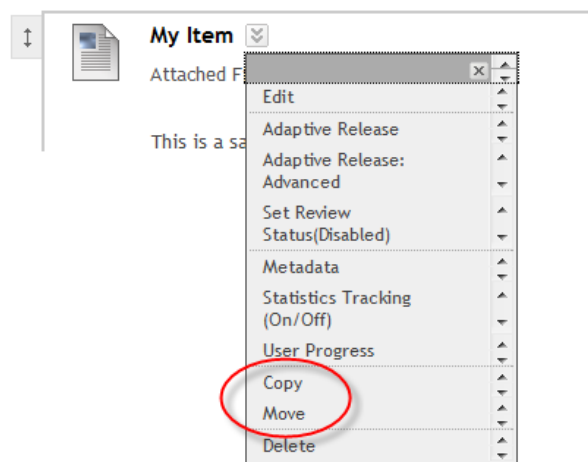 My Item
Attached F
This is a sa
Edit
Adaptive Release
Adaptive Release:
Advanced
Set Review
Status(Disabled)
Metadata
Statistics Tracking
(On/Off)
User Progress
Copy
Move
Delete